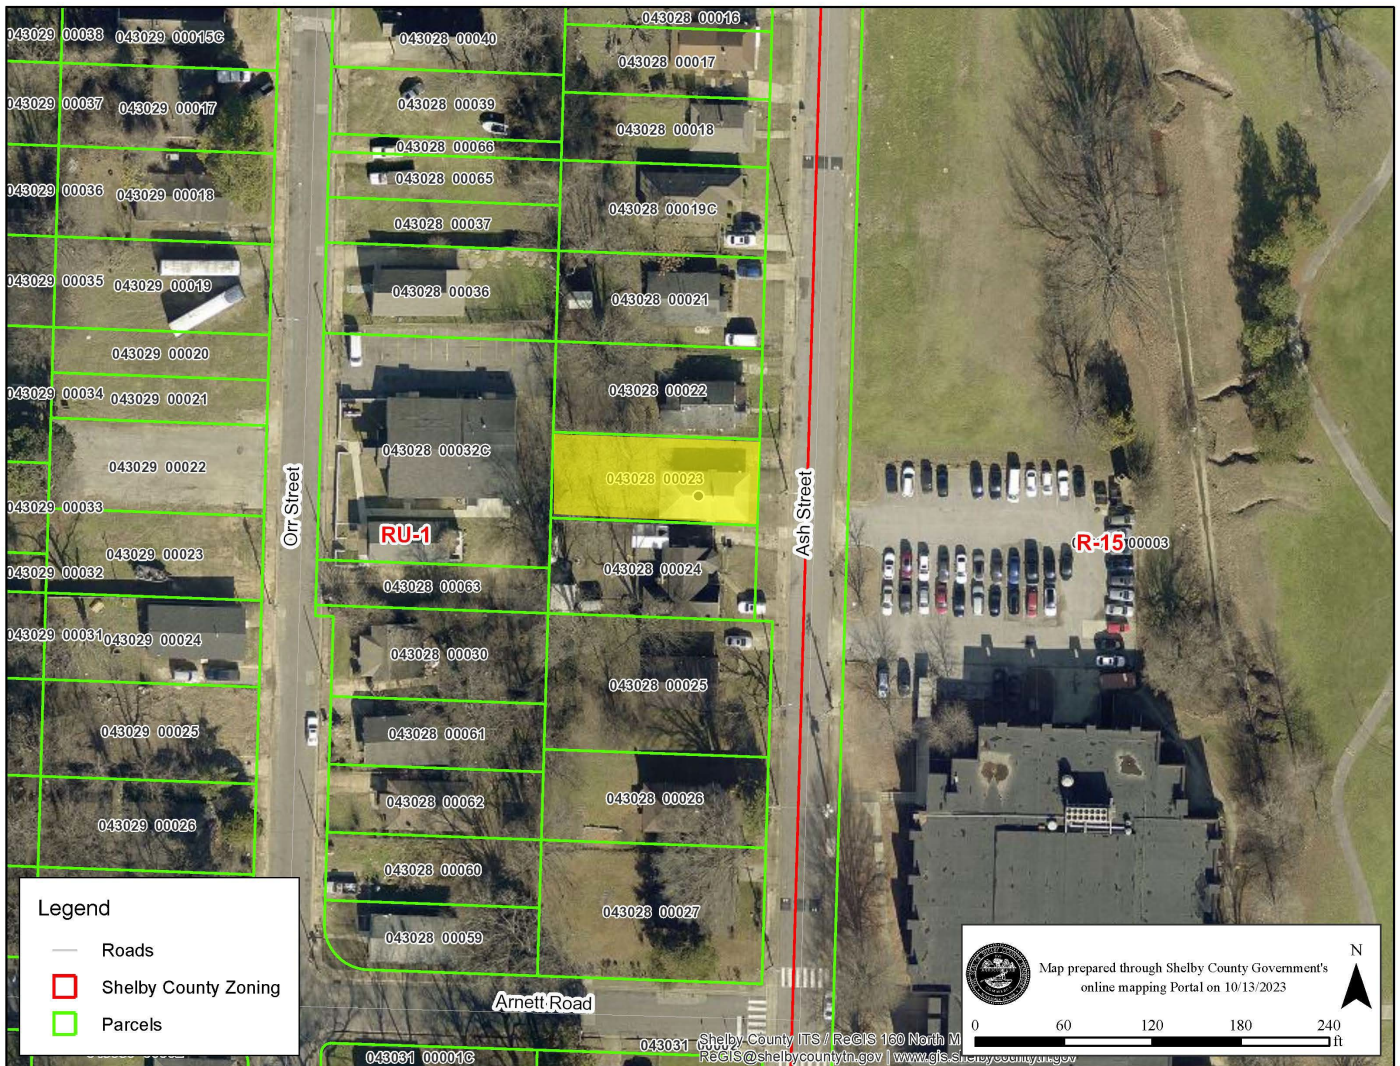 043028 00016
043029 00038
043029 00015C
043028 00040
043028 00017
043029 00037
043029 00017
043028 00039
043028 00018
043028 00066
043028 00065
043029 00036
043029 00018
043028 00019C
043028 00037
043029 00035
043029 00019
043028 00036
043028 00021
043029 00020
043029 00034
043029 00021
043028 00022
043029 00022
043028 00032C
043028 00023
Orr Street
Ash Street
043029 00033
RU-1
R-15
00003
043029 00023
043029 00032
043028 00024
043028 00063
043029 00031
043029 00024
043028 00030
043028 00025
043029 00025
043028 00061
043028 00062
043028 00026
043029 00026
043028 00060
043028 00027
043028 00059
Legend
Roads
Shelby County Zoning
Parcels
Arnett Road
Map prepared through Shelby County Government's
online mapping Portal on 10/13/2023
N
0 60 120 180 240
ft
043031 00001C
043031
Shelby County ITS / ReGIS 160 North M
ReGIS@shelbycountytn.gov | www.gis.shelbycountytn.gov